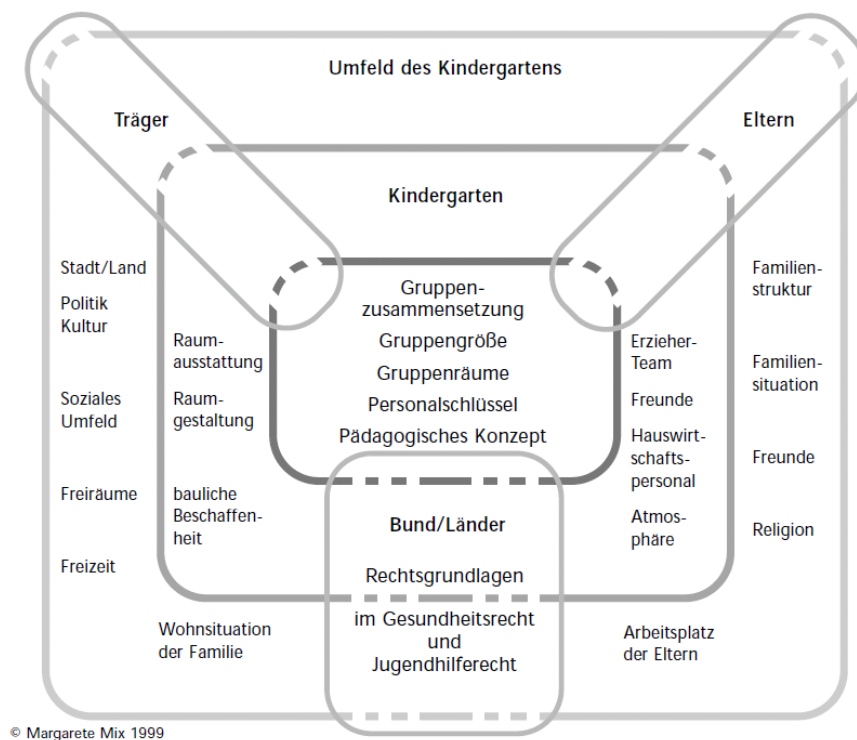 Umfeld des Kindergartens
Träger
Eltern
Kindergarten
Stadt/Land
Politik
Kultur
Soziales
Umfeld
Freiräume
Freizeit
Raum-
ausstattung
Raum-
gestaltung
bauliche
Beschaffen-
heit
Gruppen-
zusammensetzung
Gruppengröße
Gruppenräume
Personalschlüssel
Pädagogisches Konzept
Erzieher-
Team
Freunde
Hauswirt-
schafts-
personal
Atmos-
phäre
Familien-
struktur
Familien-
situation
Freunde
Religion
Bund/Länder
Rechtsgrundlagen
im Gesundheitsrecht
und
Jugendhilferecht
Wohnsituation
der Familie
Arbeitsplatz
der Eltern
© Margarete Mix 1999